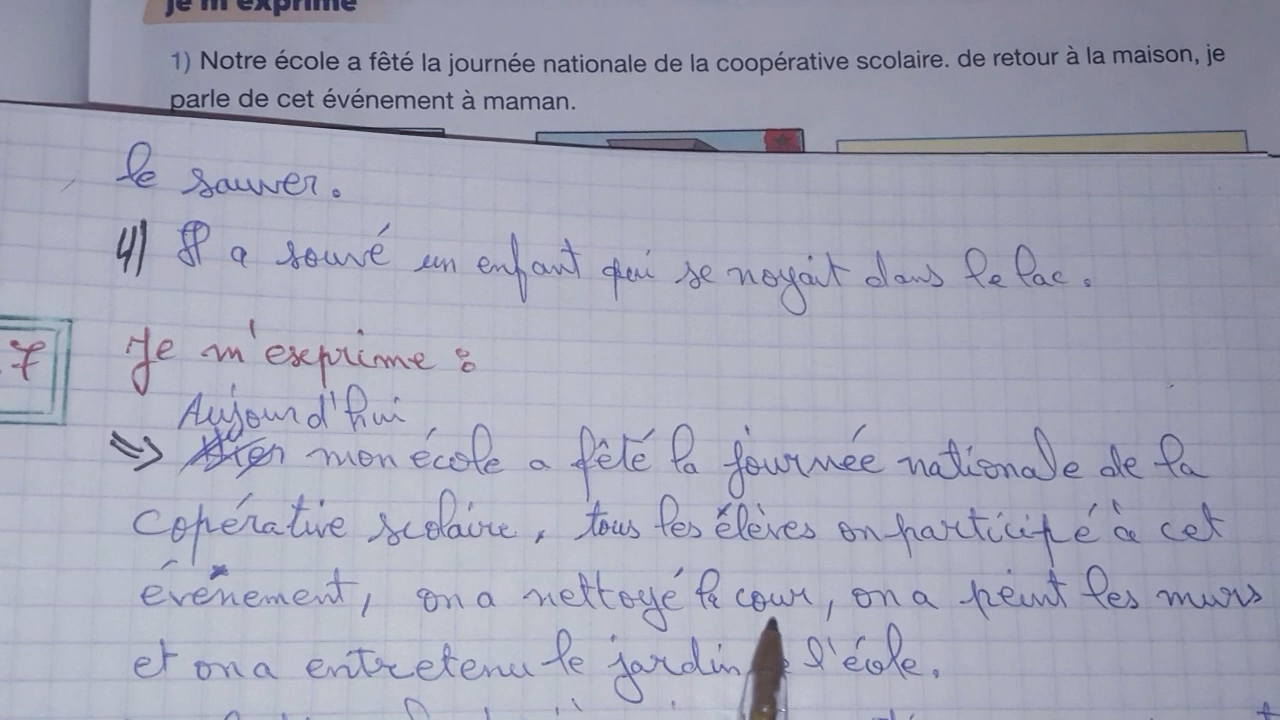 je m'exprime
1) Notre école a fêté la journée nationale de la coopérative scolaire. de retour à la maison, je
parle de cet événement à maman.
le sauver.
4) Il a souvé un enfant qui se noyait dans le lac.
7 Je m'exprime :
Aujourd'hui
⇒ mon école a fêté la journée nationale de la
copérative scolaire, tous les élèves on participé à cet
événement, on a nettoyé la cour, on a peint les murs
et on a entretenu le jardin l'école.